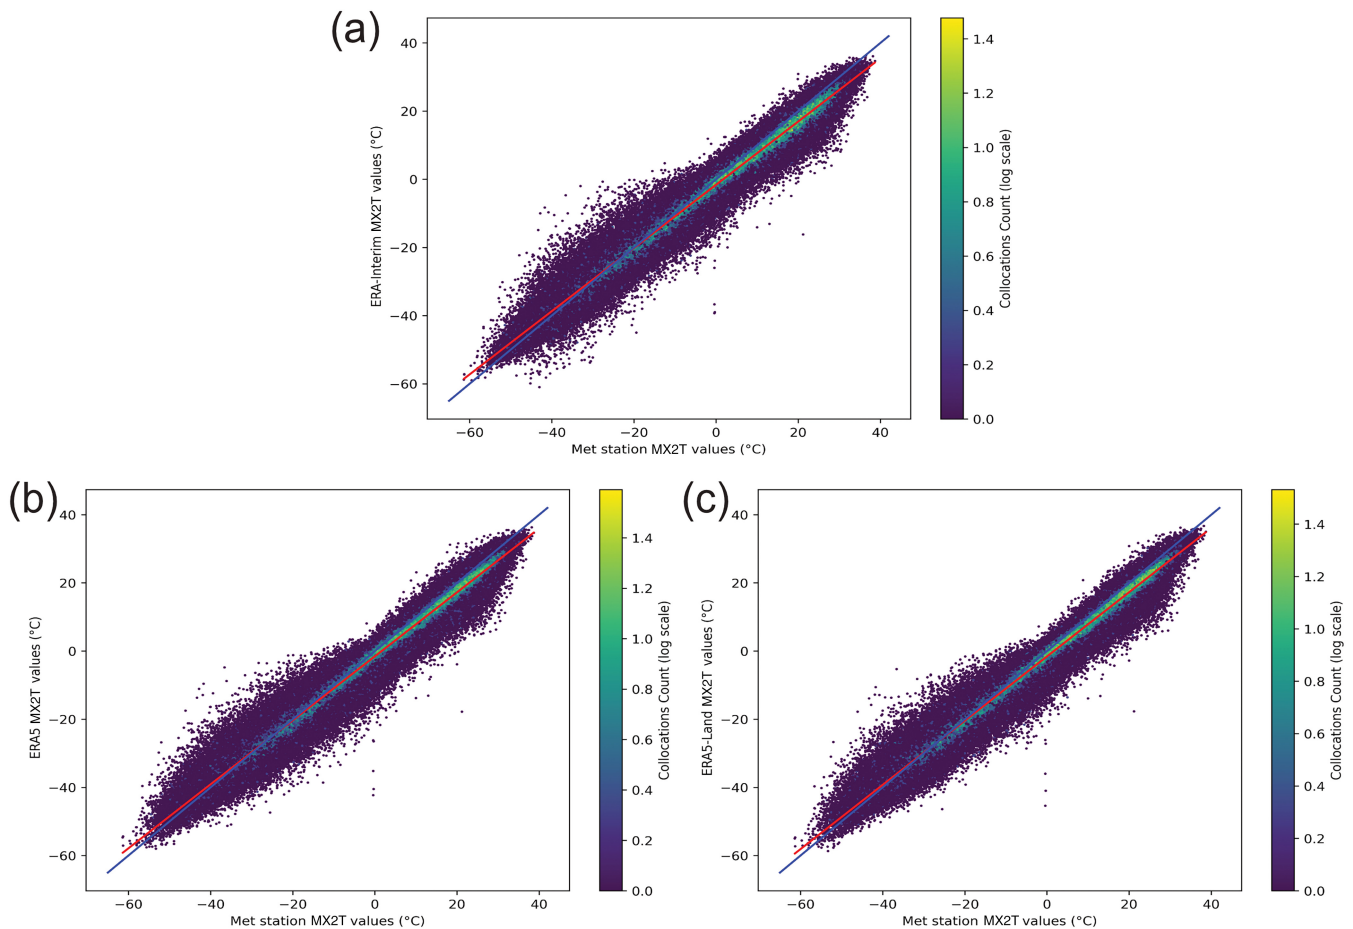 (a)
40
20
0
−20
−40
−60
−60 −40 −20 0 20 40
ERA-Interim MX2T values (°C)
Met station MX2T values (°C)
1.4
1.2
1.0
0.8
0.6
0.4
0.2
0.0
Collocations Count (log scale)
(b)
40
20
0
−20
−40
−60
−60 −40 −20 0 20 40
ERA5 MX2T values (°C)
Met station MX2T values (°C)
1.4
1.2
1.0
0.8
0.6
0.4
0.2
0.0
Collocations Count (log scale)
(c)
40
20
0
−20
−40
−60
−60 −40 −20 0 20 40
ERA5-Land MX2T values (°C)
Met station MX2T values (°C)
1.4
1.2
1.0
0.8
0.6
0.4
0.2
0.0
Collocations Count (log scale)